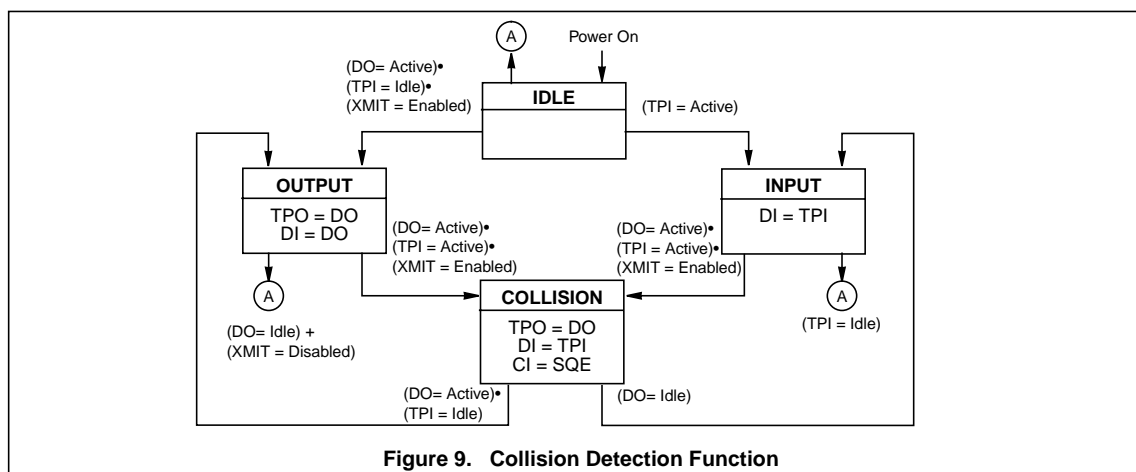 A
Power On
(DO= Active)•
(TPI = Idle)•
(XMIT = Enabled)
IDLE
(TPI = Active)
OUTPUT
TPO = DO
DI = DO
INPUT
DI = TPI
(DO= Active)•
(TPI = Active)•
(XMIT = Enabled)
(DO= Active)•
(TPI = Active)•
(XMIT = Enabled)
A
(DO= Idle) +
(XMIT = Disabled)
COLLISION
TPO = DO
DI = TPI
CI = SQE
A
(TPI = Idle)
(DO= Active)•
(TPI = Idle)
(DO= Idle)
Figure 9. Collision Detection Function